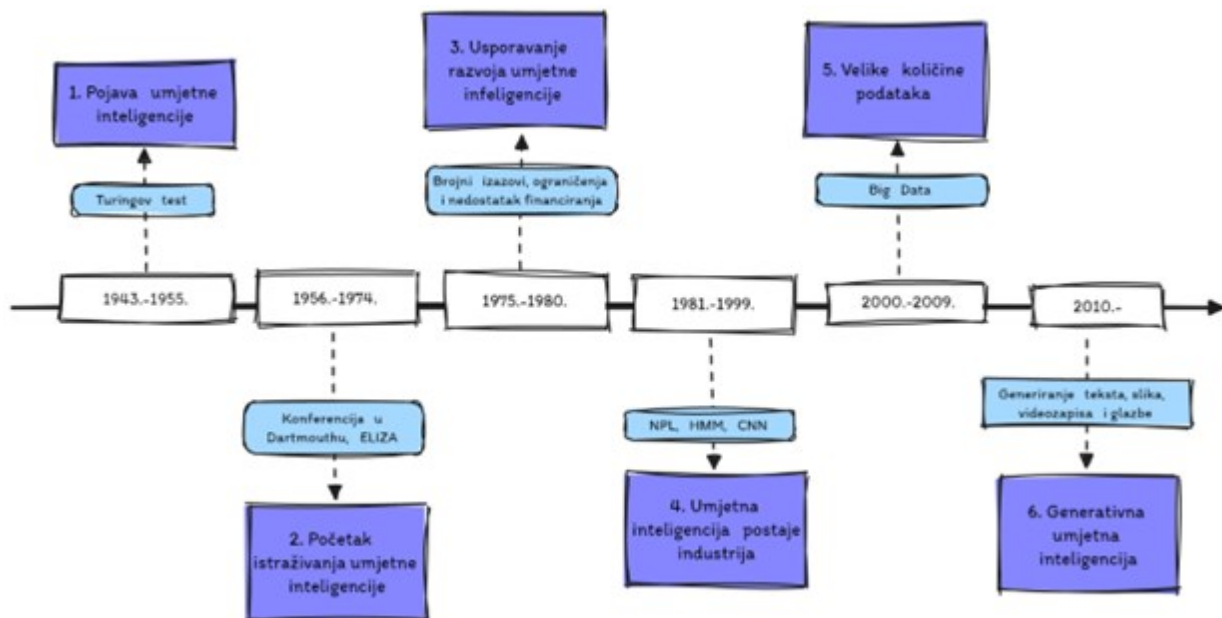 1. Pojava umjetne
inteligencije
Turingov test
1943.-1955.
3. Usporavanje
razvoja umjetne
infeligencije
Brojni izazovi, ograničenja
i nedostatak financiranja
1975.-1980.
5. Velike količine
podataka
Big Data
2000.-2009.
1956.-1974.
Konferencija u
Dartmouthu, ELIZA
2. Početak
istraživanja umjetne
inteligencije
1981.-1999.
NPL, HMM, CNN
4. Umjetna
inteligencija postaje
industrija
2010.-
Generiranje teksta, slika,
videozapisa i glazbe
6. Generativna
umjetna
inteligencija